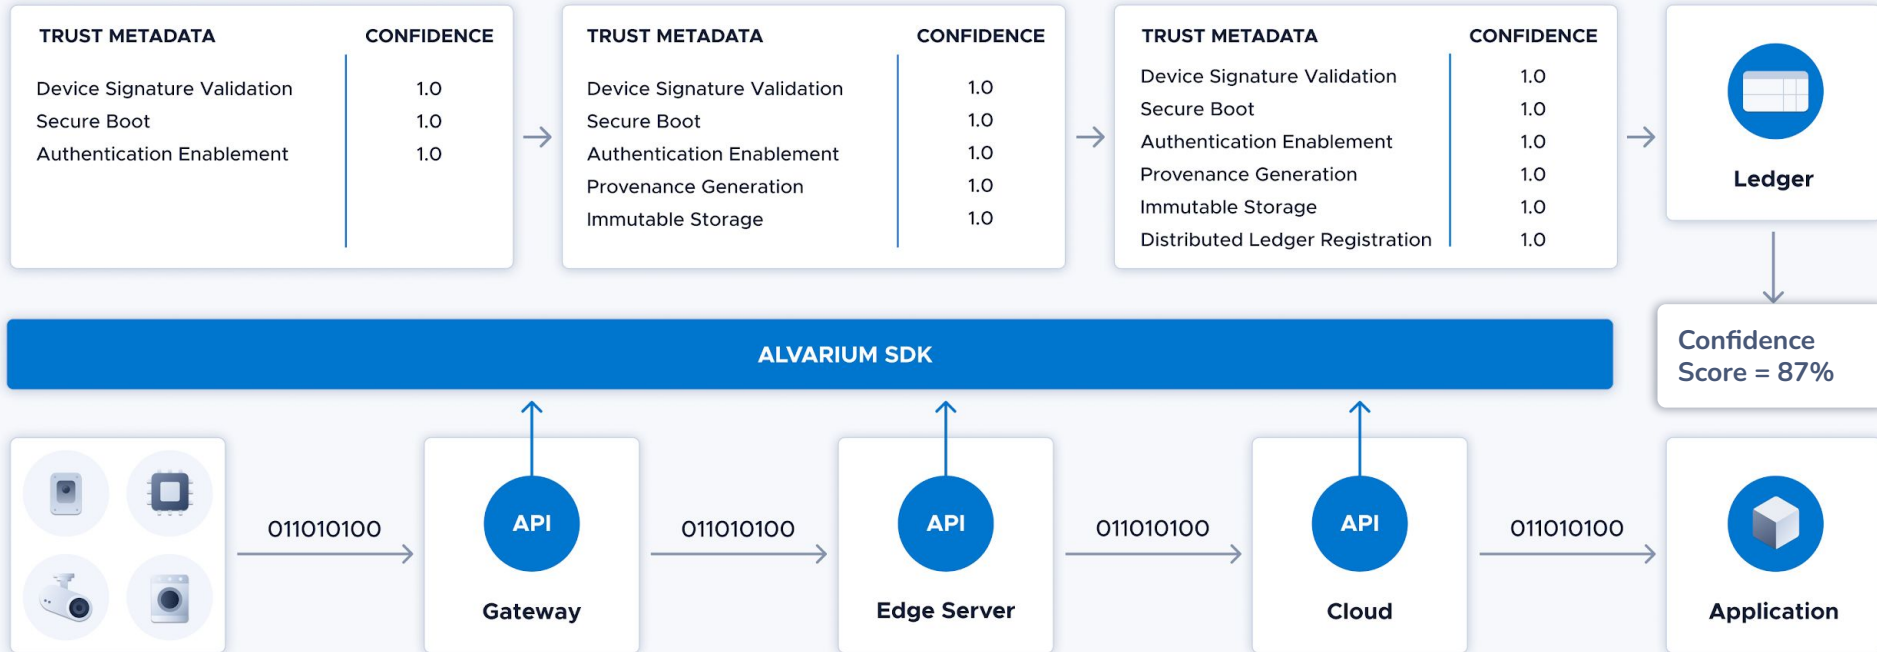 TRUST METADATA CONFIDENCE
Device Signature Validation 1.0
Secure Boot 1.0
Authentication Enablement 1.0
TRUST METADATA CONFIDENCE
Device Signature Validation 1.0
Secure Boot 1.0
Authentication Enablement 1.0
Provenance Generation 1.0
Immutable Storage 1.0
TRUST METADATA CONFIDENCE
Device Signature Validation 1.0
Secure Boot 1.0
Authentication Enablement 1.0
Provenance Generation 1.0
Immutable Storage 1.0
Distributed Ledger Registration 1.0
Ledger
ALVARIUM SDK
Confidence
Score = 87%
011010100
API
Gateway
011010100
API
Edge Server
011010100
API
Cloud
011010100
Application